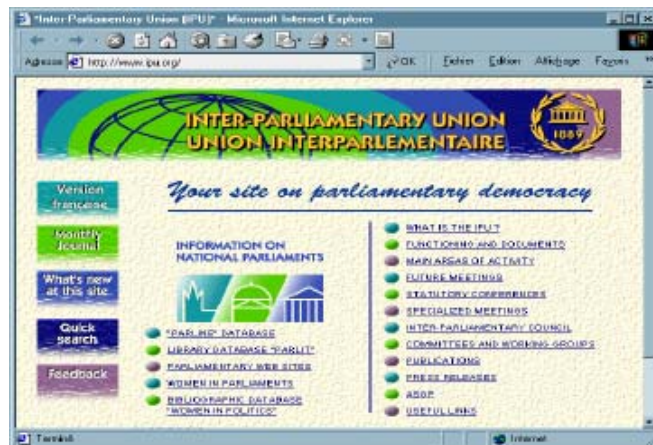 "Inter-Parliamentary Union (IPU)" - Microsoft Internet Explorer
OK
Fichier Edition Affichage Favoris
Adresse http://www.ipu.org/
INTER-PARLIAMENTARY UNION
UNION INTERPARLEMENTAIRE
1889
Your site on parliamentary democracy
Version
française
Monthly
Journal
What's new
at this site
Quick
search
Feedback
INFORMATION ON
NATIONAL PARLIAMENTS
"PARLINE" DATABASE
LIBRARY DATABASE "PARLIT"
PARLIAMENTARY WEB SITES
WOMEN IN PARLIAMENTS
BIBLIOGRAPHIC DATABASE
"WOMEN IN POLITICS"
WHAT IS THE IPU?
FUNCTIONING AND DOCUMENTS
MAIN AREAS OF ACTIVITY
FUTURE MEETINGS
STATUTORY CONFERENCES
SPECIALIZED MEETINGS
INTER-PARLIAMENTARY COUNCIL
COMMITTEES AND WORKING GROUPS
PUBLICATIONS
PRESS RELEASES
ASGP
USEFUL LINKS
Terminé
Internet